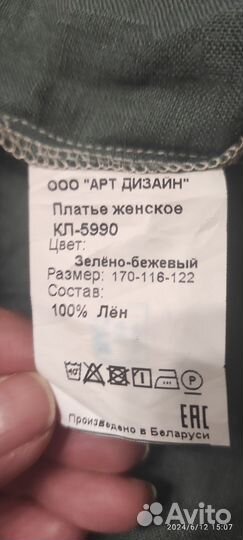 ООО "АРТ ДИЗАЙН"
Платье женское
КЛ-5990
Цвет:
Зелёно-бежевый
Размер: 170-116-122
Состав:
100% Лён
Произведено в Беларуси
EAC
Avito
2024/6/12 15:07